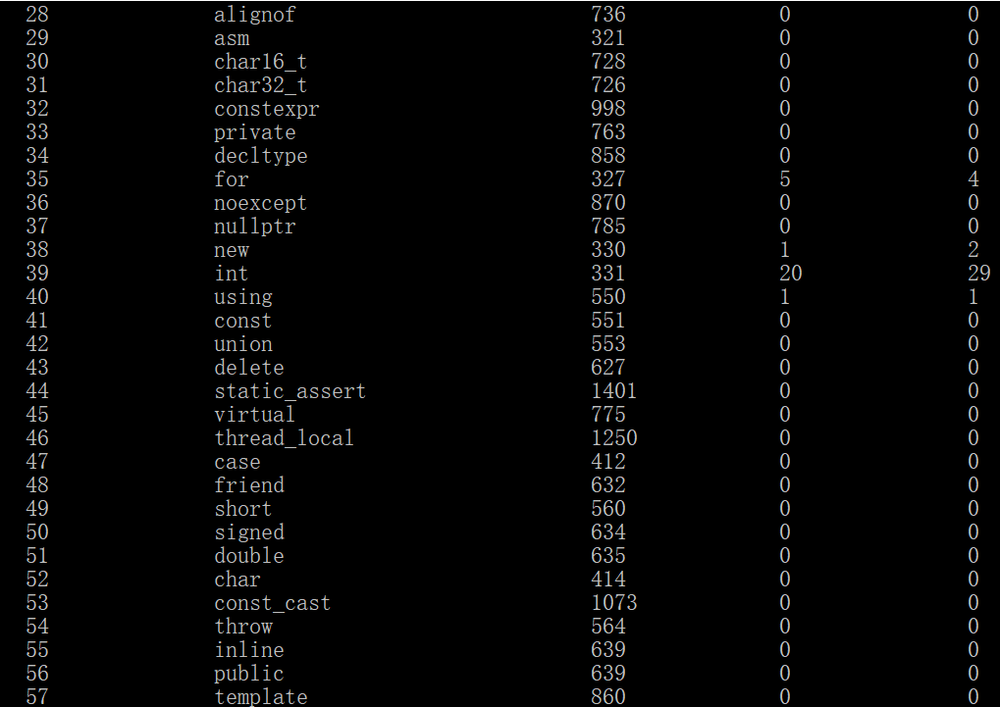 28 alignof 736 0 0
29 asm 321 0 0
30 char16_t 728 0 0
31 char32_t 726 0 0
32 constexpr 998 0 0
33 private 763 0 0
34 decltype 858 0 0
35 for 327 5 4
36 noexcept 870 0 0
37 nullptr 785 0 0
38 new 330 1 2
39 int 331 20 29
40 using 550 1 1
41 const 551 0 0
42 union 553 0 0
43 delete 627 0 0
44 static_assert 1401 0 0
45 virtual 775 0 0
46 thread_local 1250 0 0
47 case 412 0 0
48 friend 632 0 0
49 short 560 0 0
50 signed 634 0 0
51 double 635 0 0
52 char 414 0 0
53 const_cast 1073 0 0
54 throw 564 0 0
55 inline 639 0 0
56 public 639 0 0
57 template 860 0 0